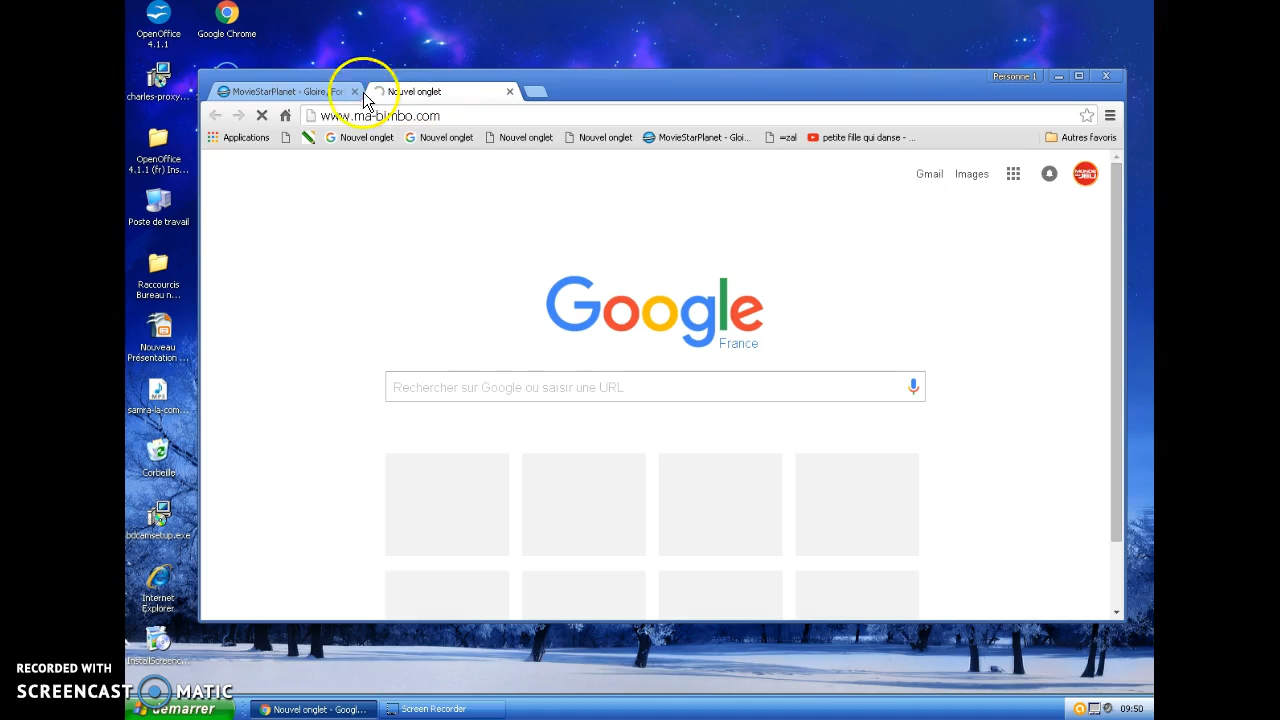 OpenOffice
4.1.1
Google Chrome
charles-proxy...
OpenOffice
4.1.1 (fr) Ins...
Poste de travail
Raccourcis
Bureau n...
Nouveau
Présentation ...
MP3
samra-la-com...
Corbeille
bdcamsetup.exe
Internet
Explorer
InstallScreenc...
Personne 1
MovieStarPlanet - Gloire, For
Nouvel onglet
www.ma-bimbo.com
Applications
Nouvel onglet
Nouvel onglet
Nouvel onglet
Nouvel onglet
MovieStarPlanet - Gloi...
=zal
petite fille qui danse - ...
Autres favoris
Gmail
Images
MONDE
JEU
Google
France
Rechercher sur Google ou saisir une URL
RECORDED WITH
SCREENCAST MATIC
démarrer
Nouvel onglet - Googl...
Screen Recorder
09:50